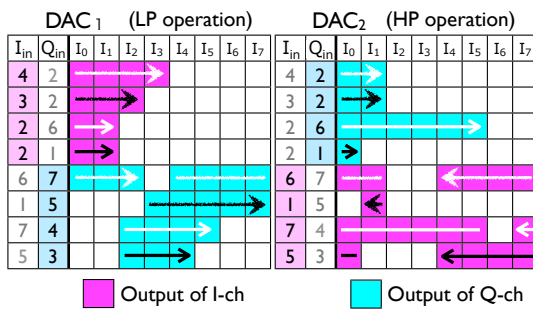 DAC1 (LP operation) DAC2 (HP operation)
Iin Qin I0 I1 I2 I3 I4 I5 I6 I7 Iin Qin I0 I1 I2 I3 I4 I5 I6 I7
4 2 4 2
3 2 3 2
2 6 2 6
2 1 2 1
6 7 6 7
1 5 1 5
7 4 7 4
5 3 5 3
Output of I-ch Output of Q-ch